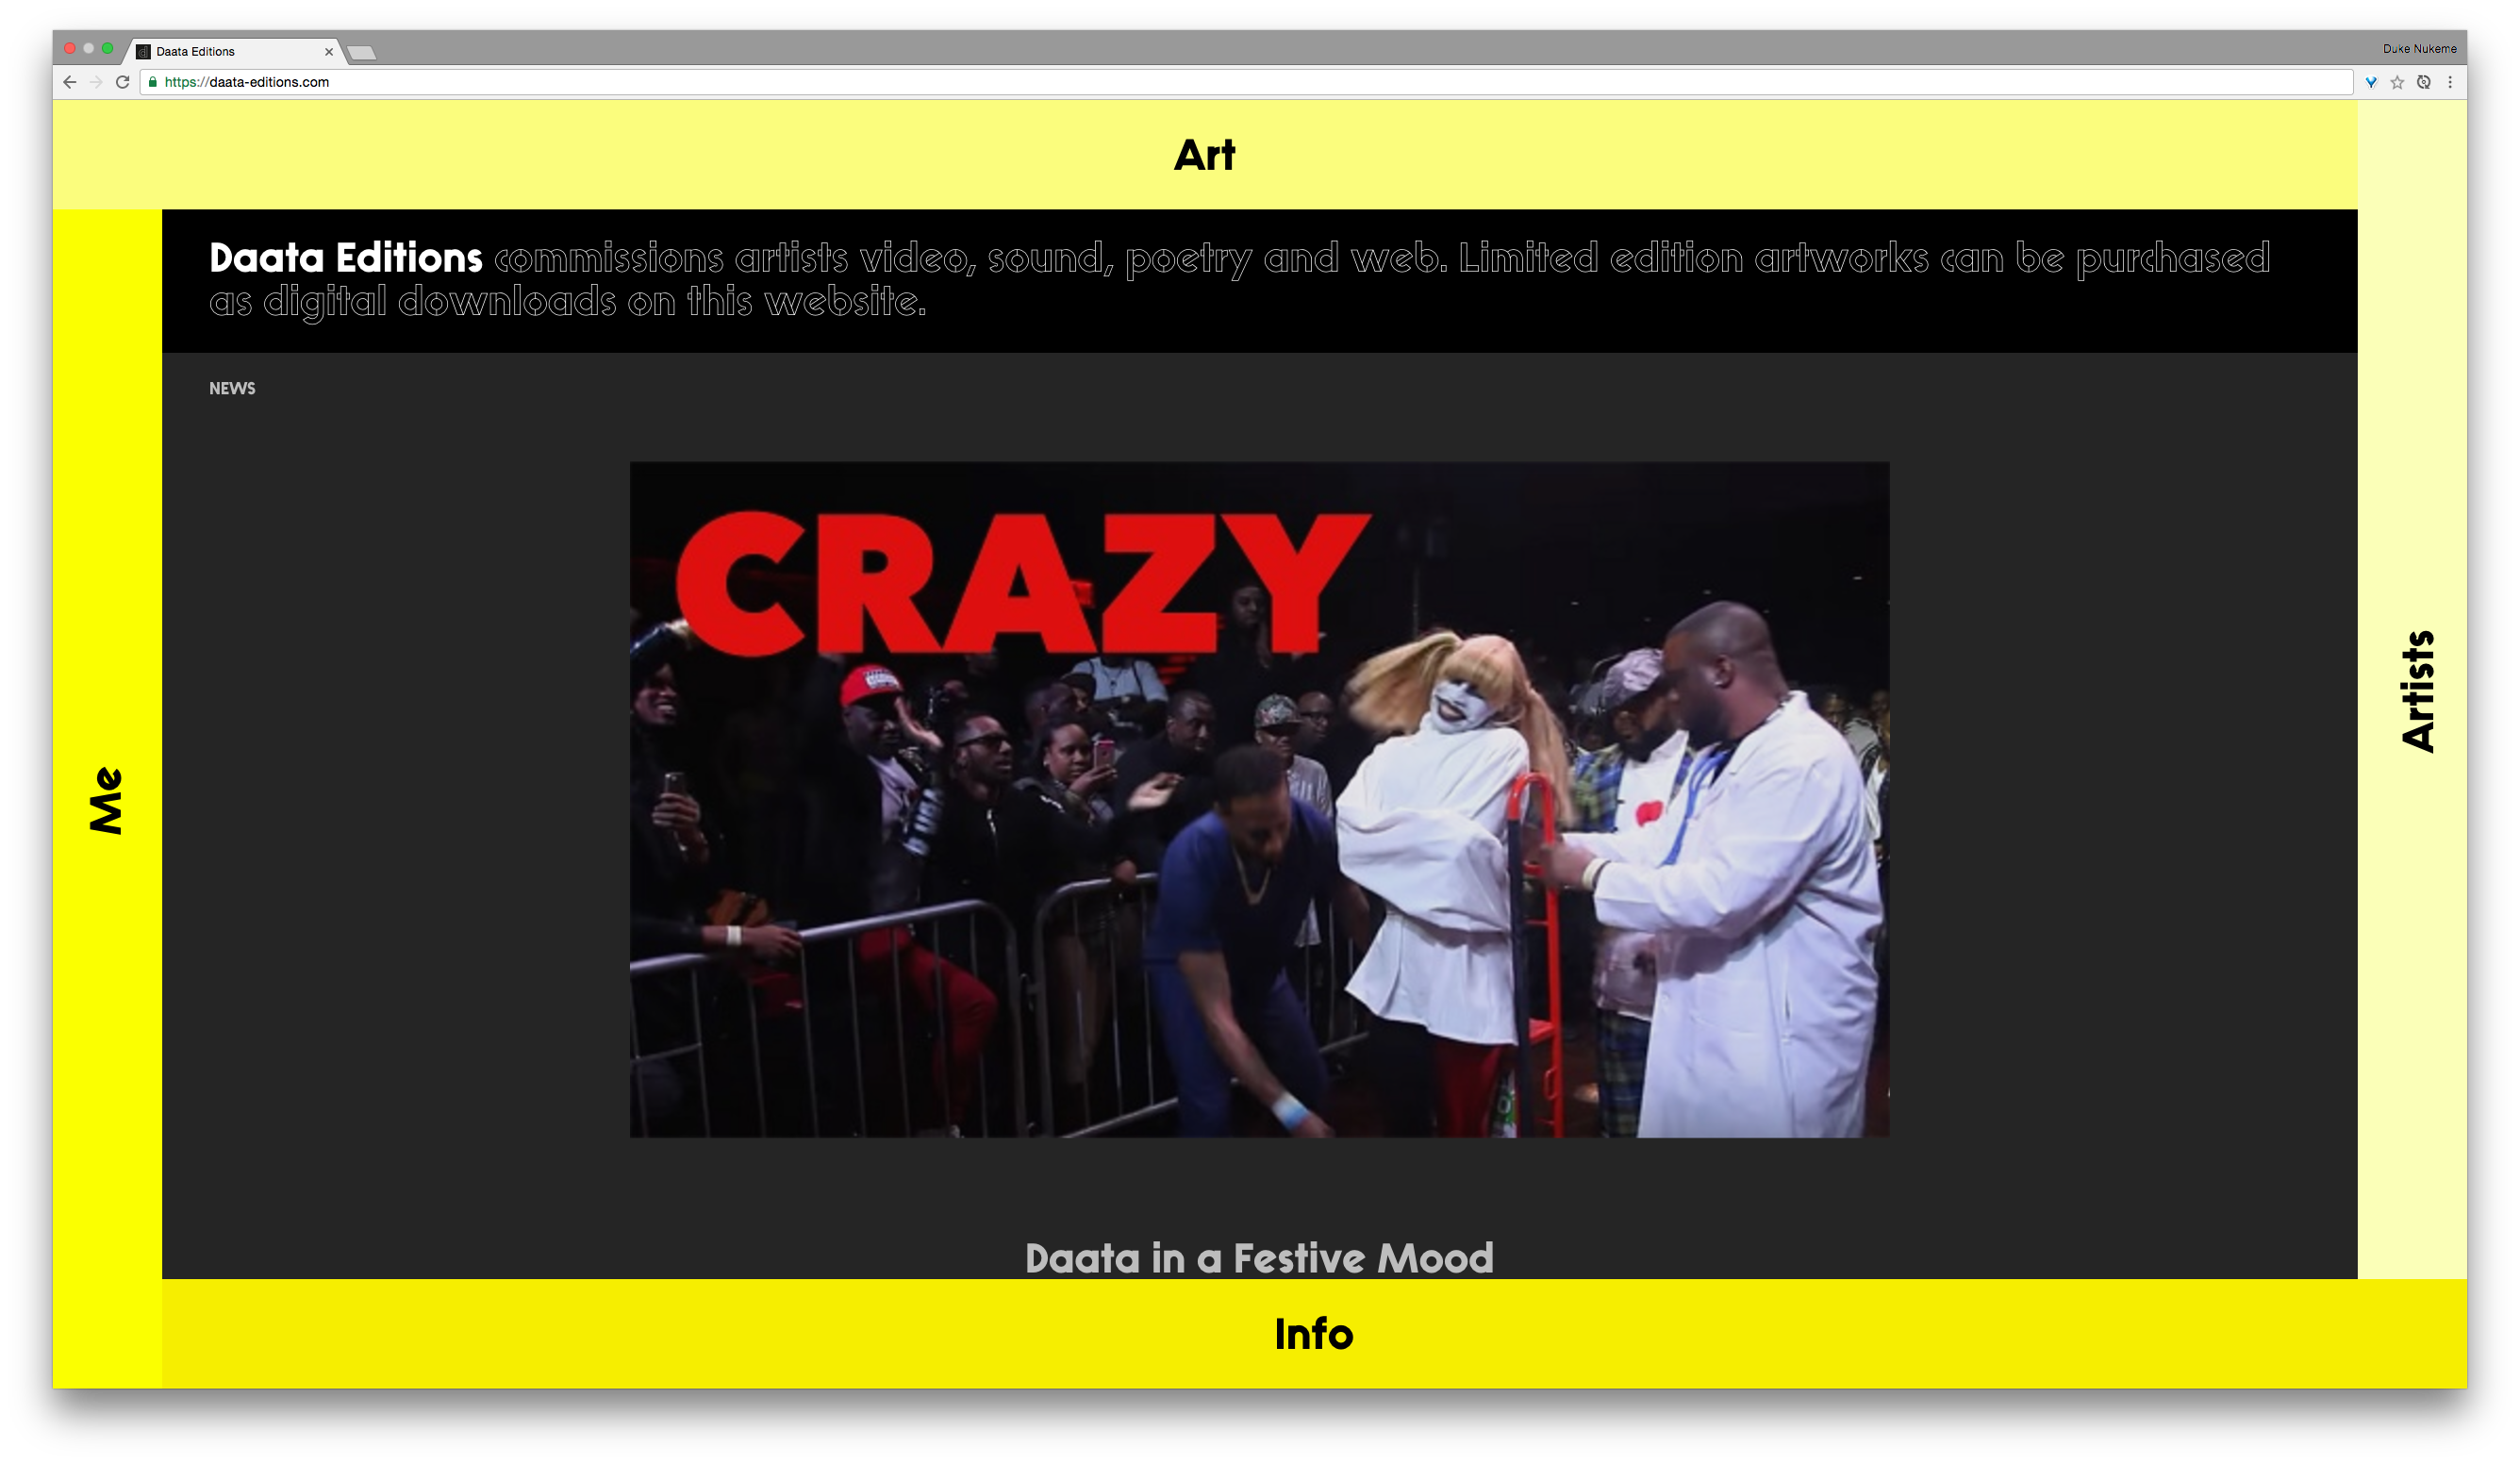 Daata Editions
Duke Nukeme
https://daata-editions.com
Art
Daata Editions commissions artists video, sound, poetry and web. Limited edition artworks can be purchased
as digital downloads on this website.
NEWS
CRAZY
Me
Artists
Daata in a Festive Mood
Info